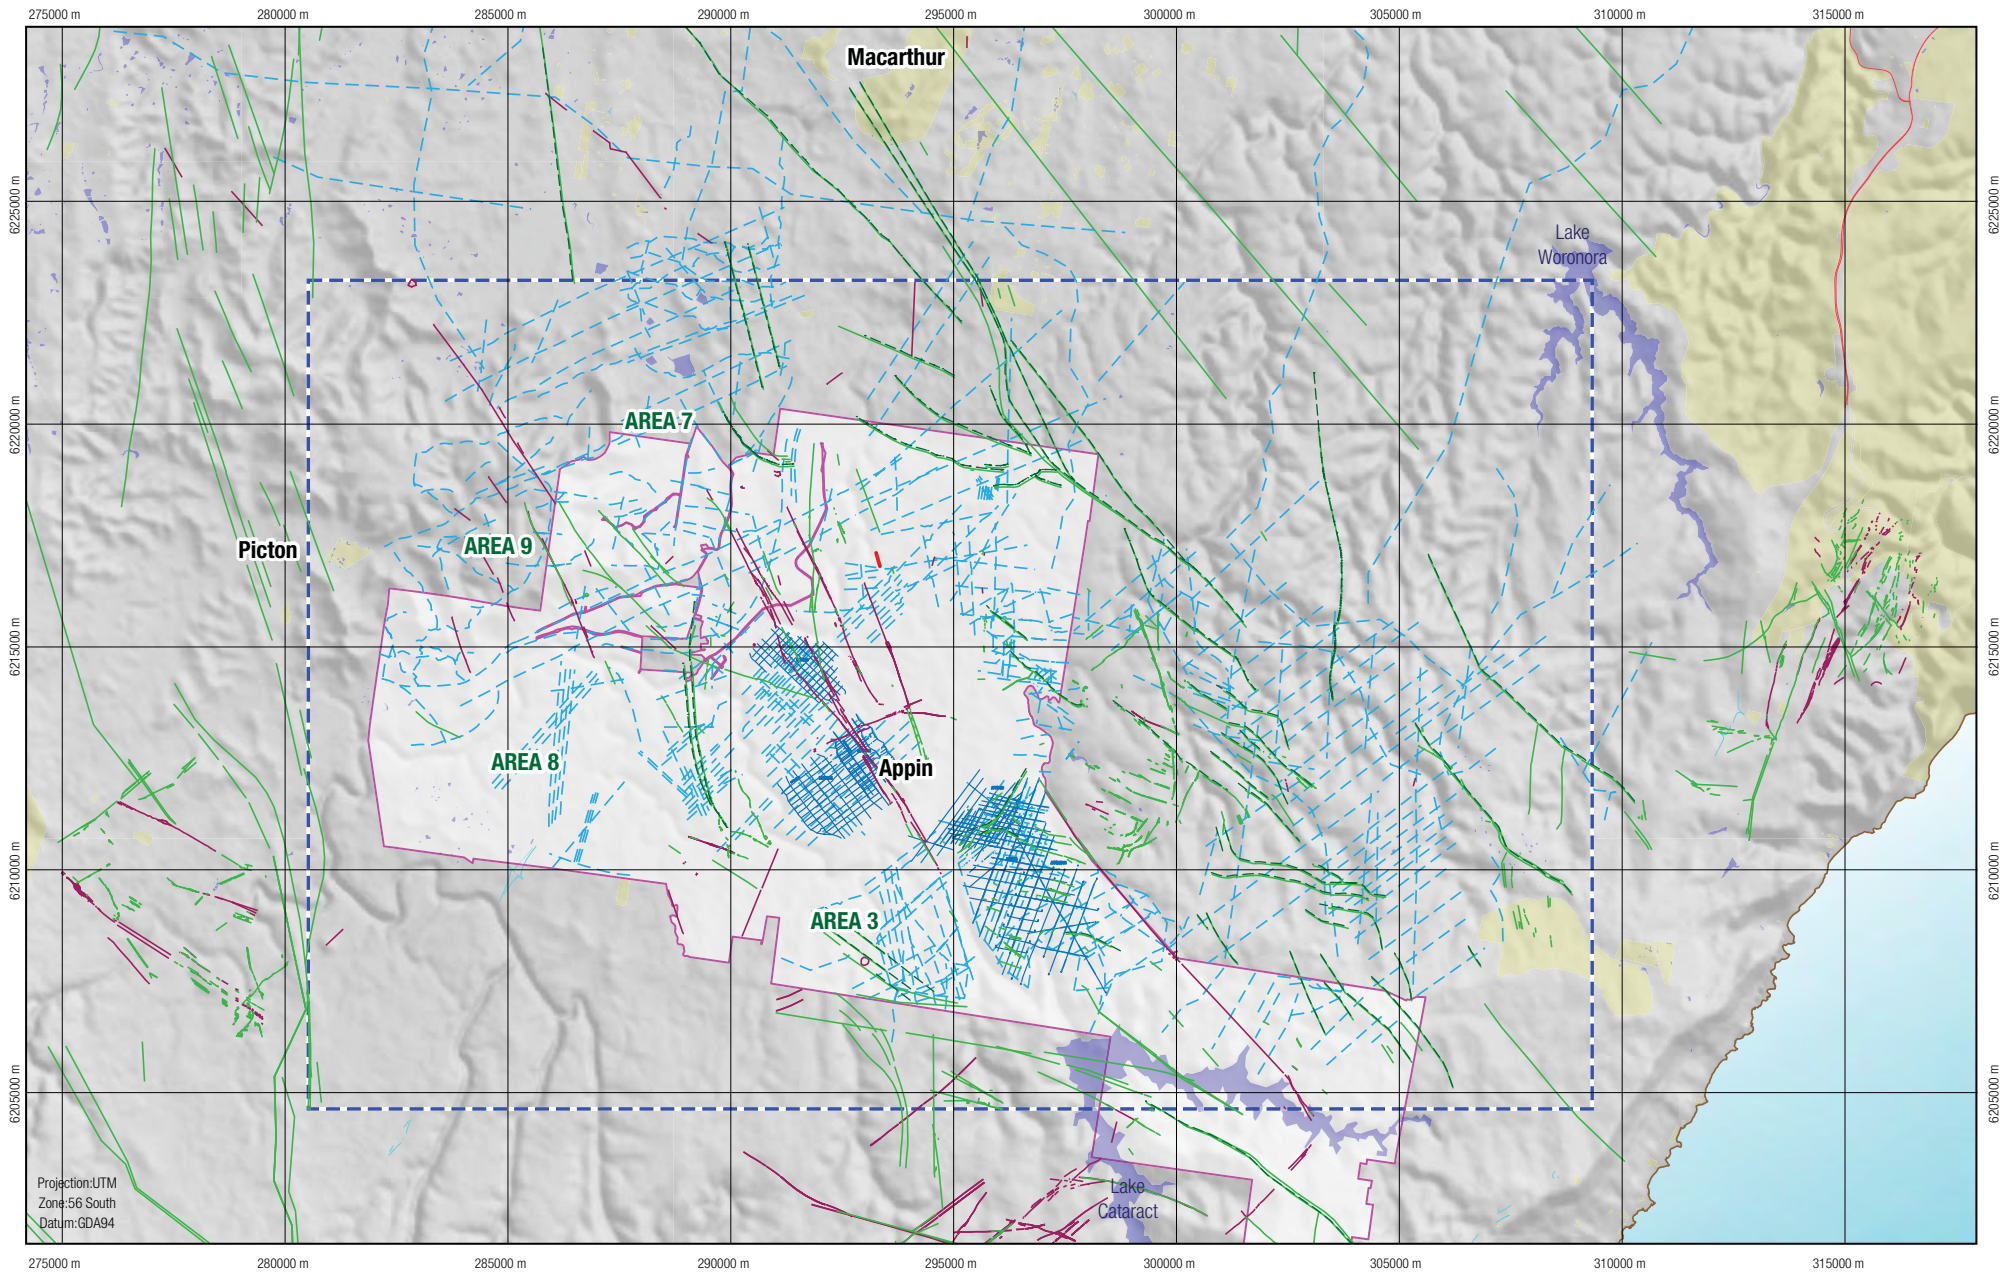 275000 m
280000 m
285000 m
290000 m
295000 m
300000 m
305000 m
310000 m
315000 m
Macarthur
6225000 m
6225000 m
Lake
Woronora
6220000 m
6220000 m
AREA 7
Picton
AREA 9
6215000 m
6215000 m
AREA 8
Appin
6210000 m
6210000 m
AREA 3
6205000 m
6205000 m
Lake
Cataract
Projection:UTM
Zone:56 South
Datum:GDA94
275000 m
280000 m
285000 m
290000 m
295000 m
300000 m
305000 m
310000 m
315000 m